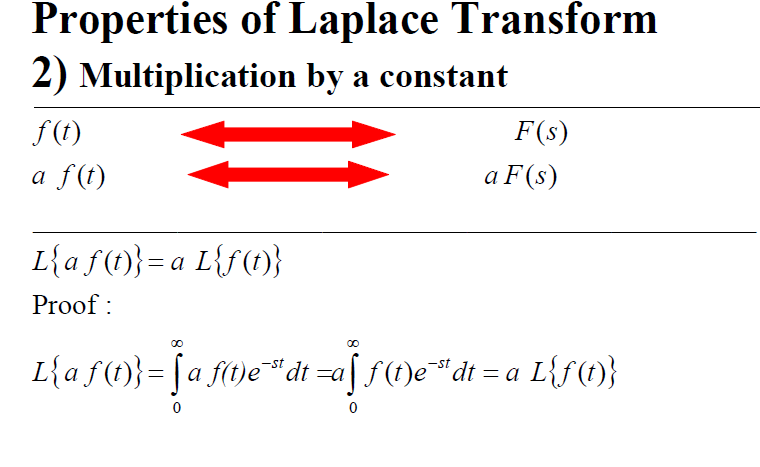 Properties of Laplace Transform
2) Multiplication by a constant
f(t) F(s)
a f(t) a F(s)
L{a f(t)}= a L{f(t)}
Proof :
L{a f(t)}= ∫₀^∞ a f(t)e^−st dt =a∫₀^∞ f(t)e^−st dt = a L{f(t)}